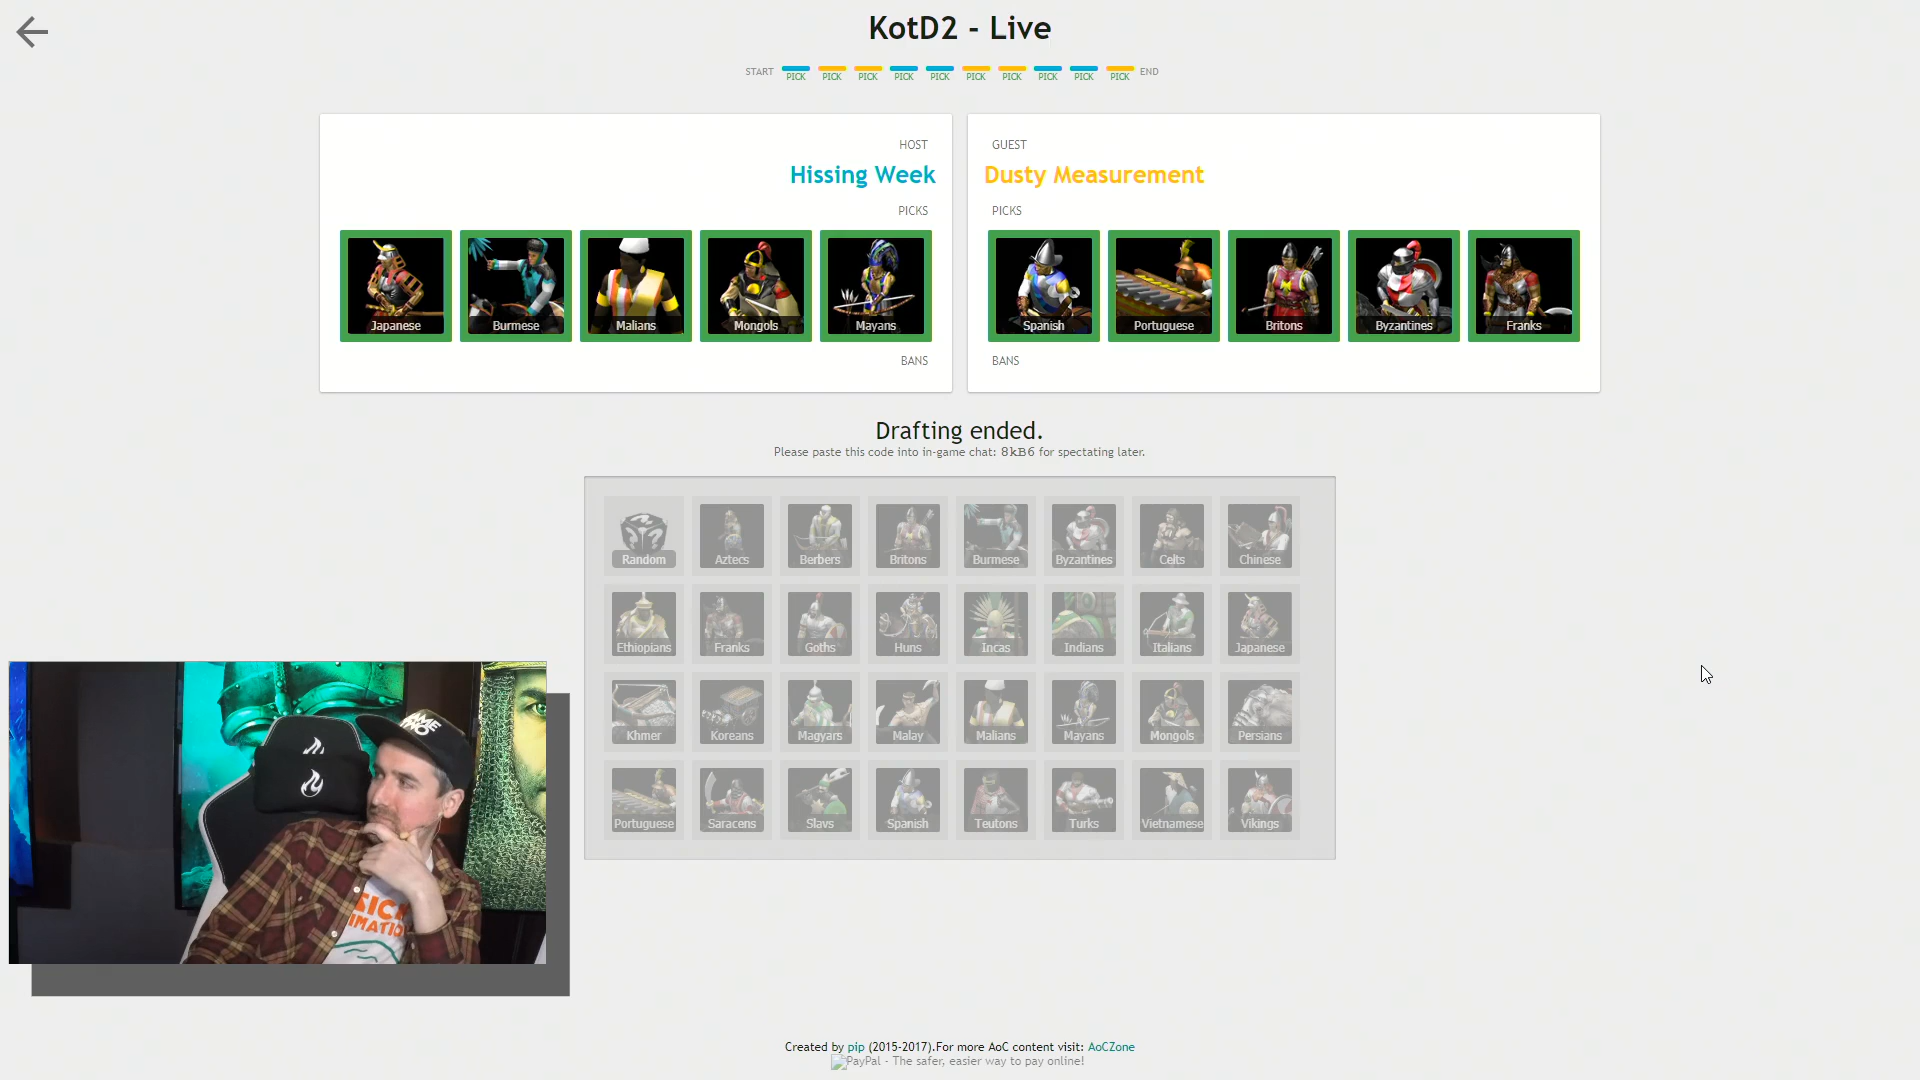 KotD2 - Live
START PICK PICK PICK PICK PICK PICK PICK PICK PICK PICK END
HOST
Hissing Week
PICKS
Japanese Burmese Malians Mongols Mayans
BANS
GUEST
Dusty Measurement
PICKS
Spanish Portuguese Britons Byzantines Franks
BANS
Drafting ended.
Please paste this code into in-game chat: 8kB6 for spectating later.
Random Aztecs Berbers Britons Burmese Byzantines Celts Chinese
Ethiopians Franks Goths Huns Incas Indians Italians Japanese
Khmer Koreans Magyars Malay Malians Mayans Mongols Persians
Portuguese Saracens Slavs Spanish Teutons Turks Vietnamese Vikings
Created by pip (2015-2017).For more AoC content visit: AoCZone
PayPal - The safer, easier way to pay online!